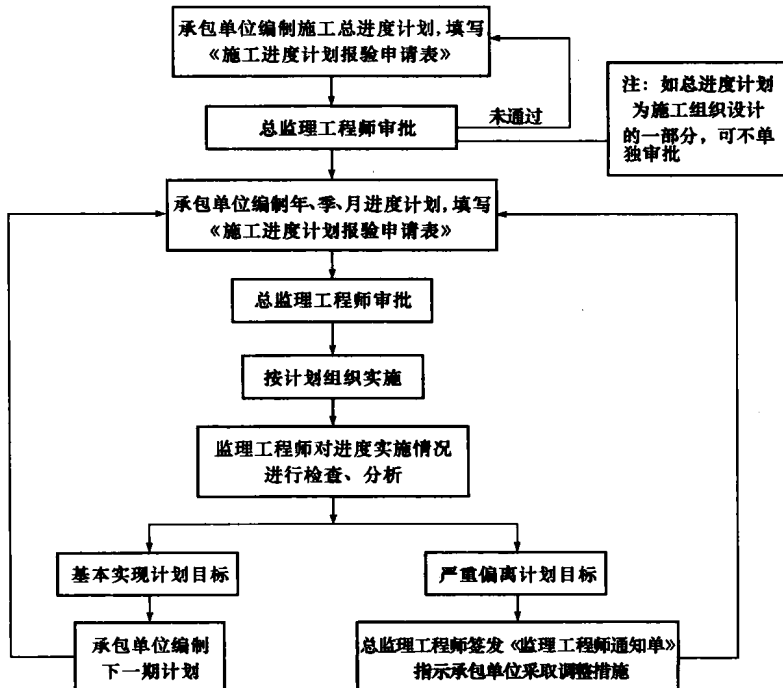 承包单位编制施工总进度计划,填写
《施工进度计划报验申请表》
未通过
总监理工程师审批
注：如总进度计划
为施工组织设计
的一部分，可不单
独审批
承包单位编制年、季、月进度计划,填写
《施工进度计划报验申请表》
总监理工程师审批
按计划组织实施
监理工程师对进度实施情况
进行检查、分析
基本实现计划目标
严重偏离计划目标
承包单位编制
下一期计划
总监理工程师签发《监理工程师通知单》
指示承包单位采取调整措施